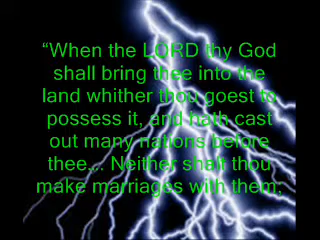 “When the LORD thy God
shall bring thee into the
land whither thou goest to
possess it, and hath cast
out many nations before
thee... Neither shalt thou
make marriages with them;